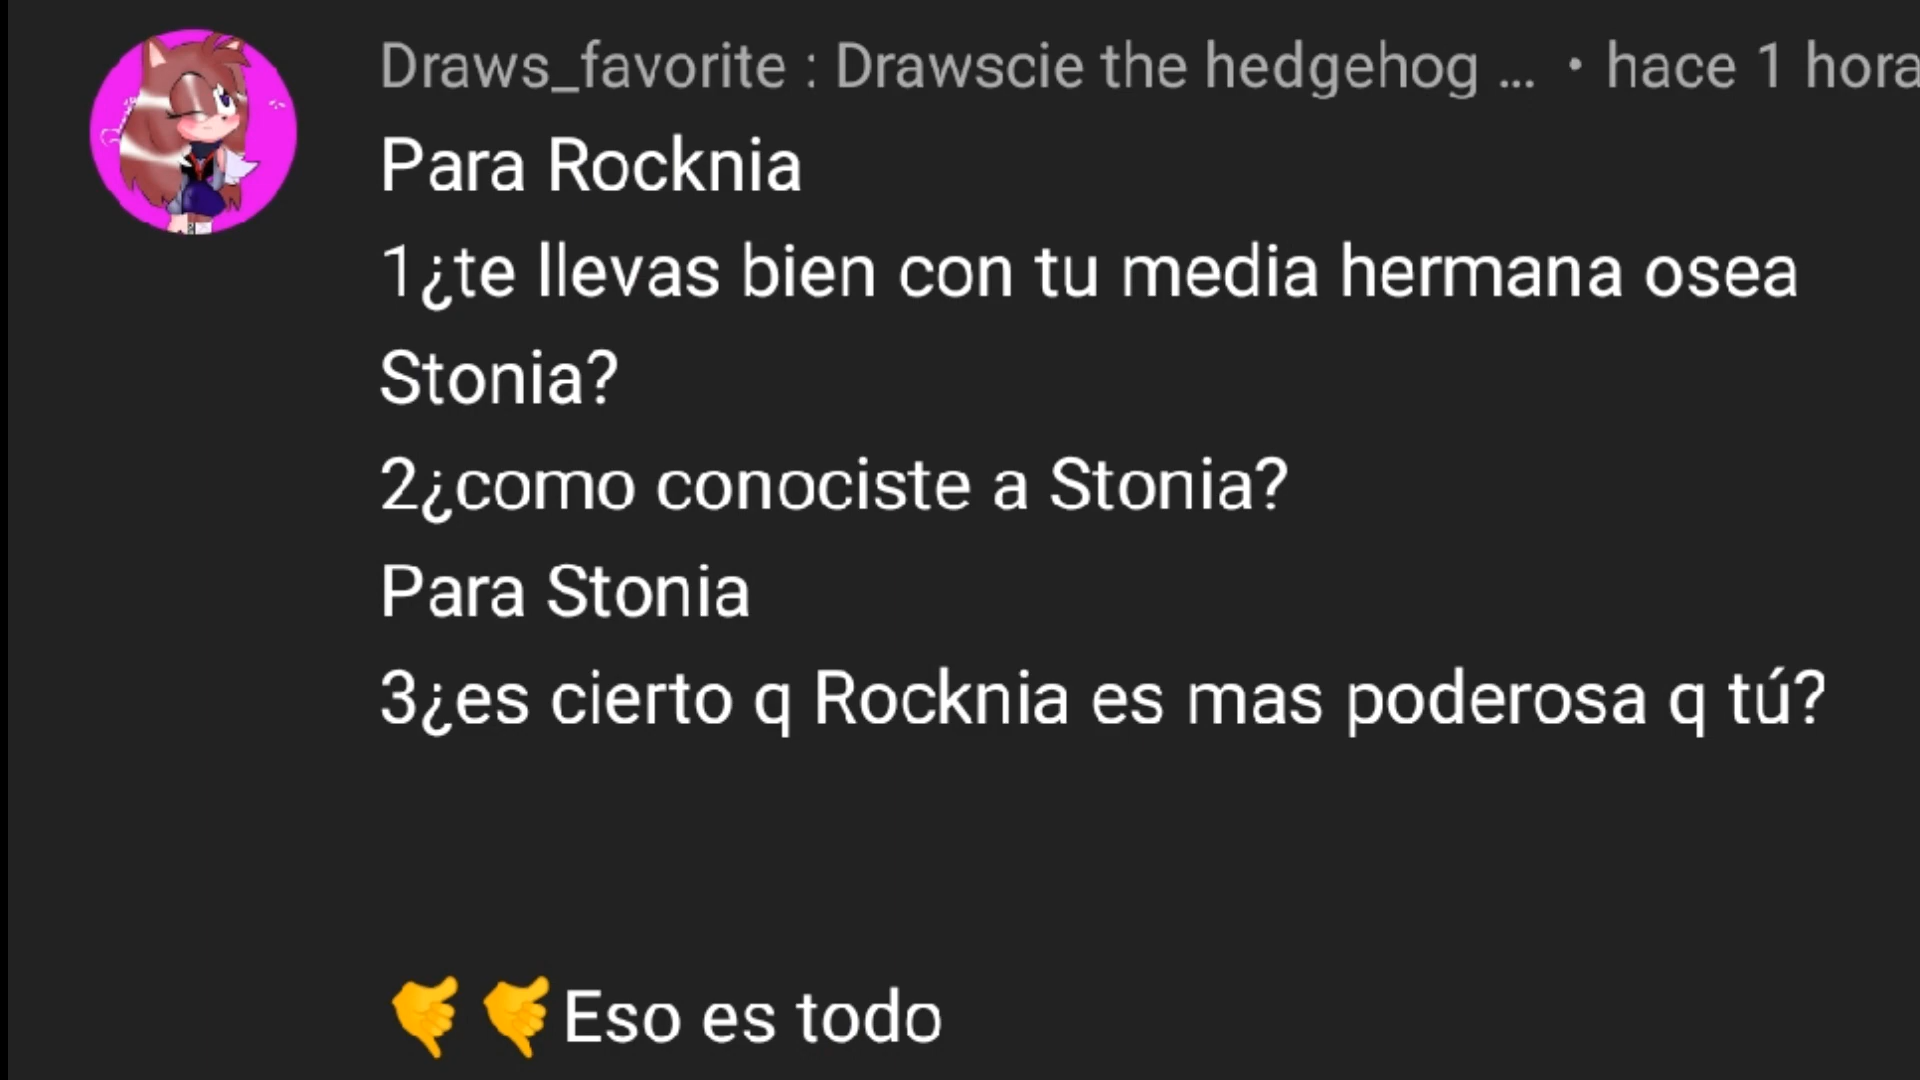 Draws_favorite : Drawscie the hedgehog ... • hace 1 hora
Para Rocknia
1¿te llevas bien con tu media hermana osea
Stonia?
2¿como conociste a Stonia?
Para Stonia
3¿es cierto q Rocknia es mas poderosa q tú?
🤙🤙Eso es todo